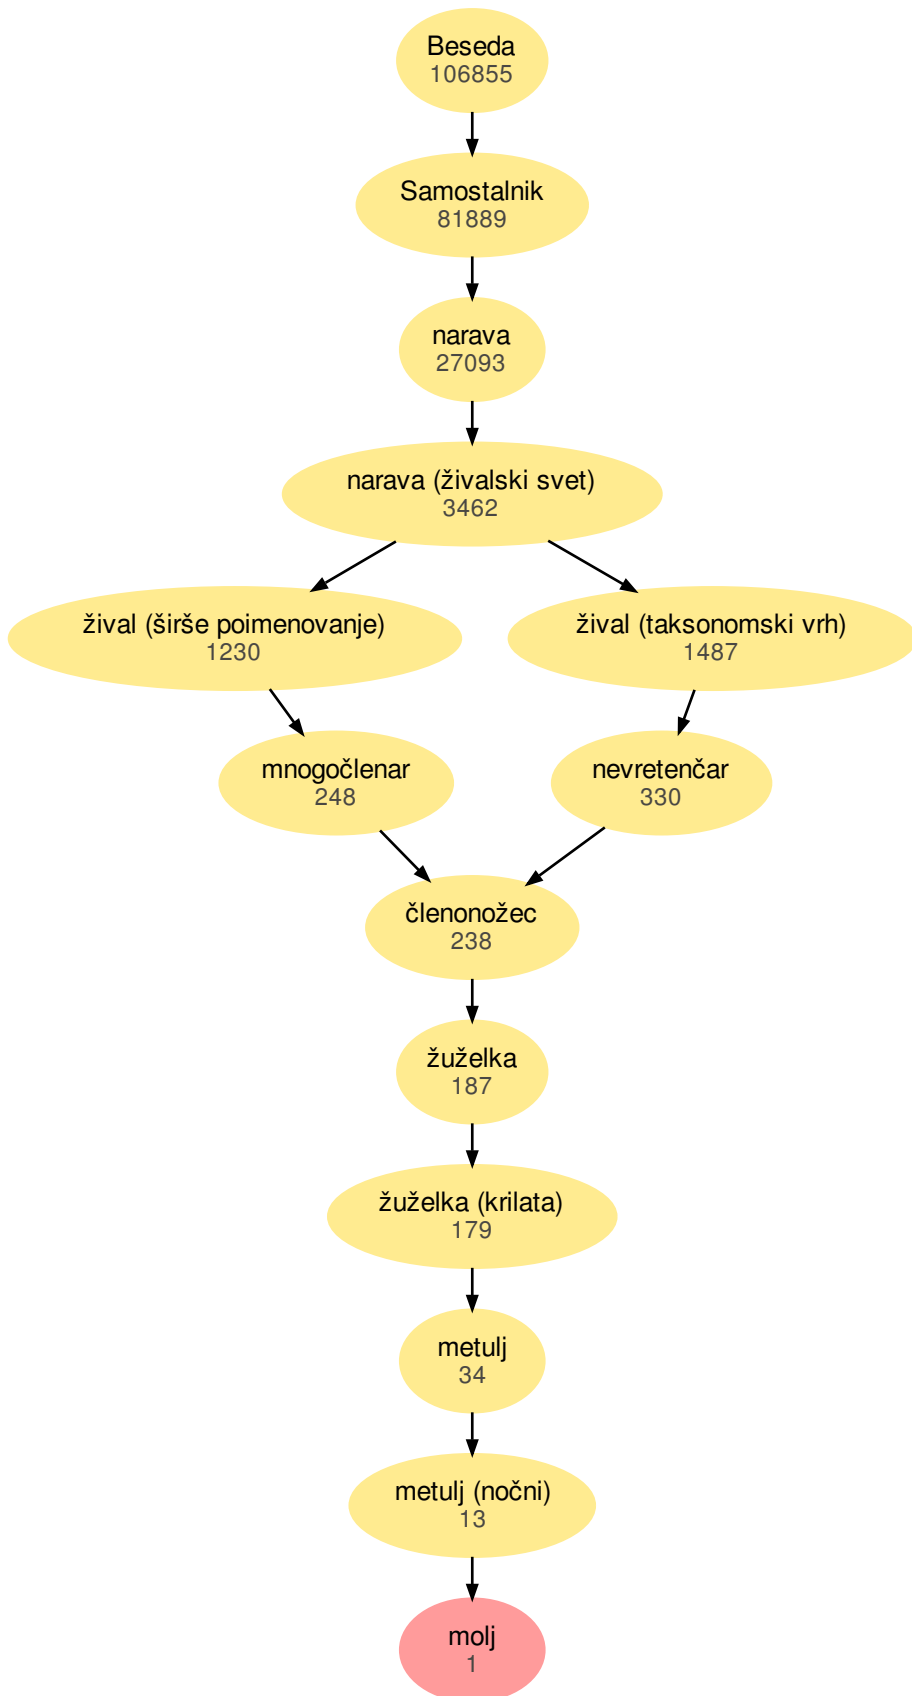 Beseda
106855
Samostalnik
81889
narava
27093
narava (živalski svet)
3462
žival (širše poimenovanje)
1230
žival (taksonomski vrh)
1487
mnogočlenar
248
nevretenčar
330
členonožec
238
žuželka
187
žuželka (krilata)
179
metulj
34
metulj (nočni)
13
molj
1